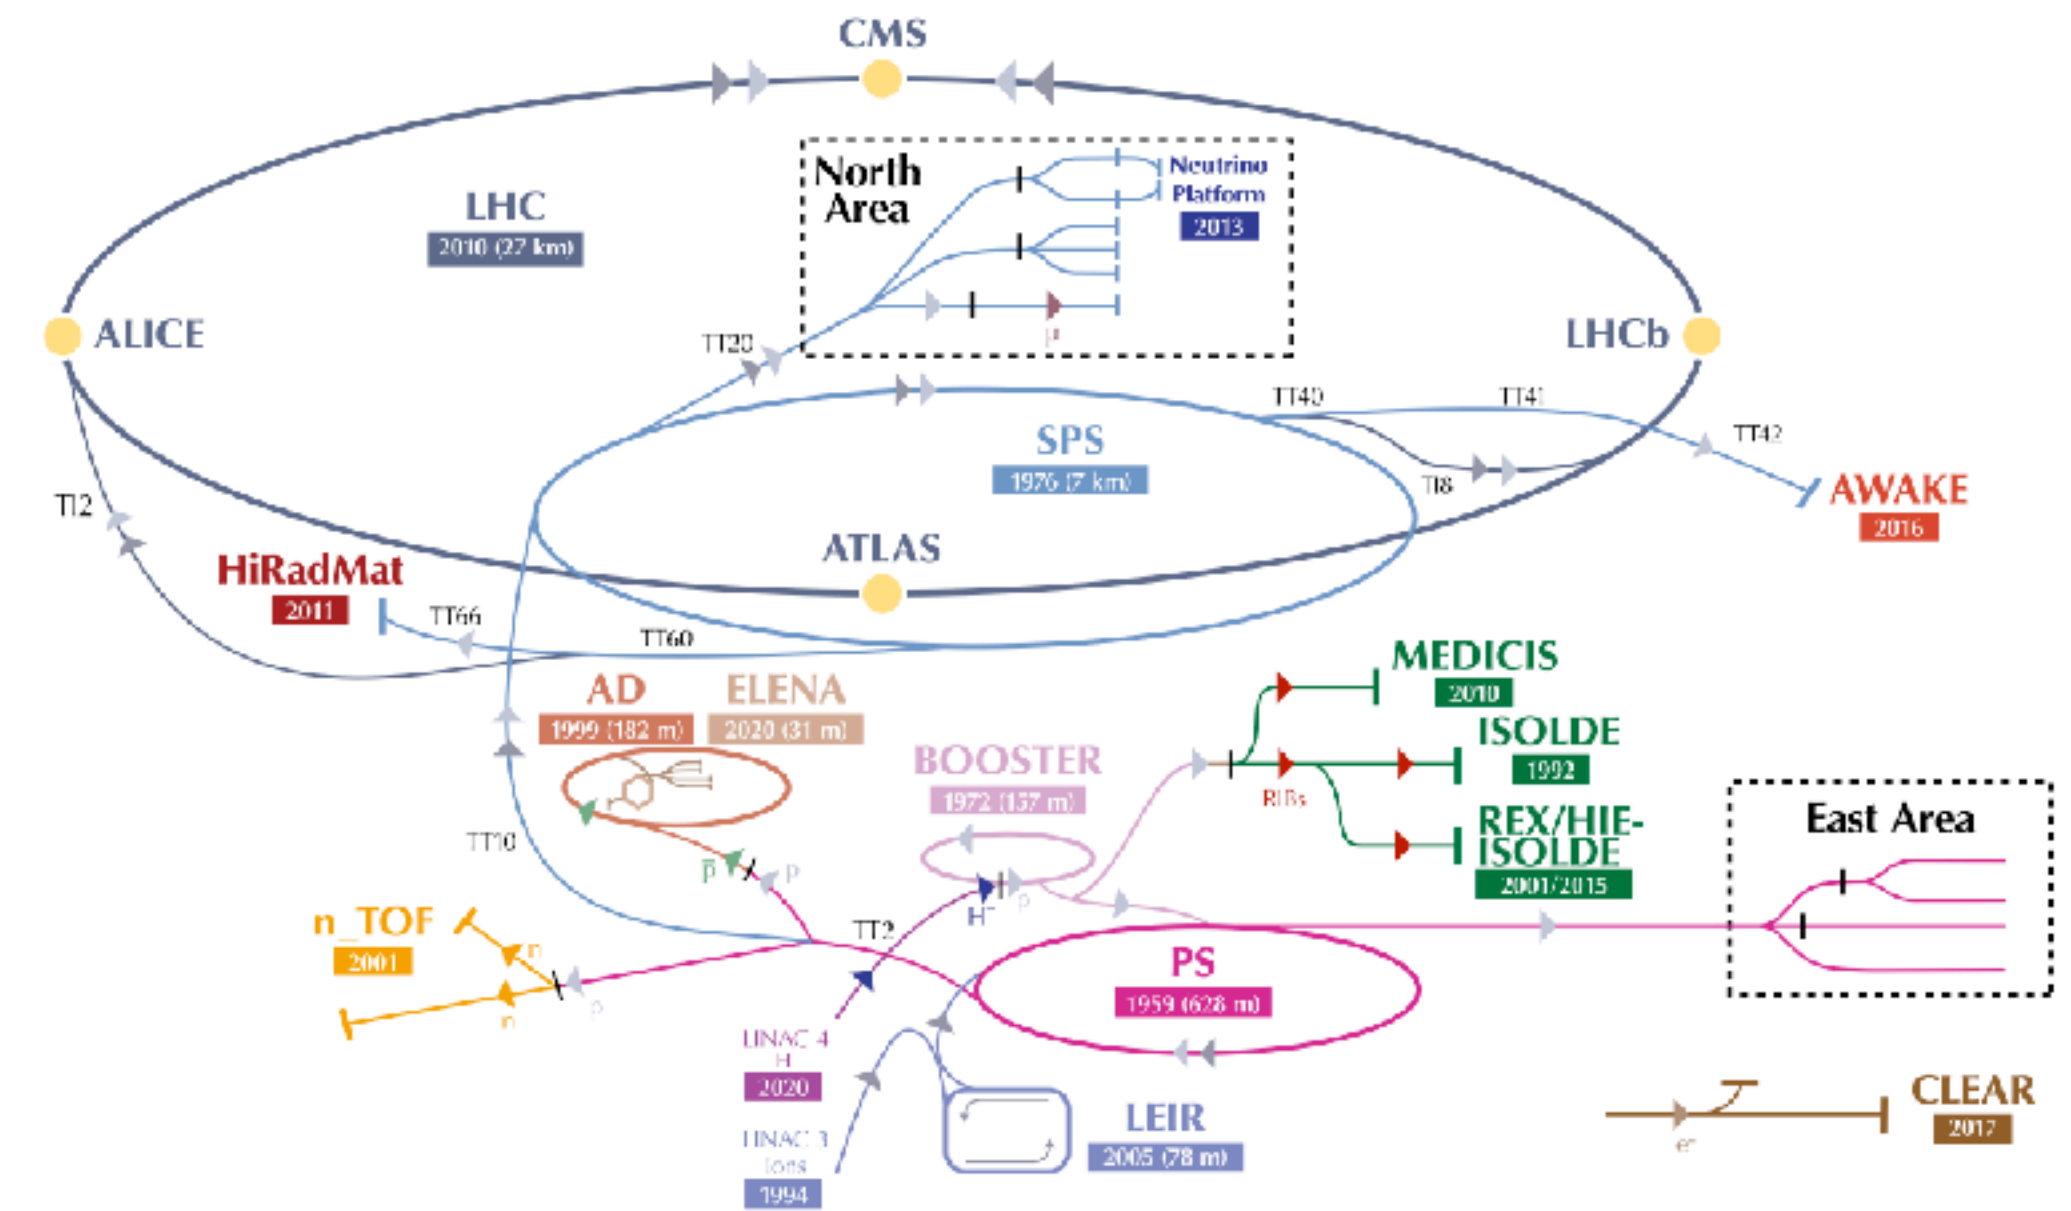 CMS
North
Area
Neutrino
Platform
2013
LHC
2010 (27 km)
ALICE
LHCb
TT20
TT40
TT41
TT42
SPS
1976 (7 km)
TI8
TI2
AWAKE
2016
ATLAS
HiRadMat
2011
TT66
TT60
MEDICIS
2010
AD
1999 (182 m)
ELENA
2020 (31 m)
ISOLDE
1992
BOOSTER
1972 (157 m)
RIBs
REX/HIE-
ISOLDE
2001/2015
East Area
TT10
p̄
p
H⁻
p
n_TOF
2001
n
n
p
TT2
PS
1959 (628 m)
LINAC 4
H
2020
LINAC 3
Ions
1994
LEIR
2005 (78 m)
CLEAR
2017
e⁻